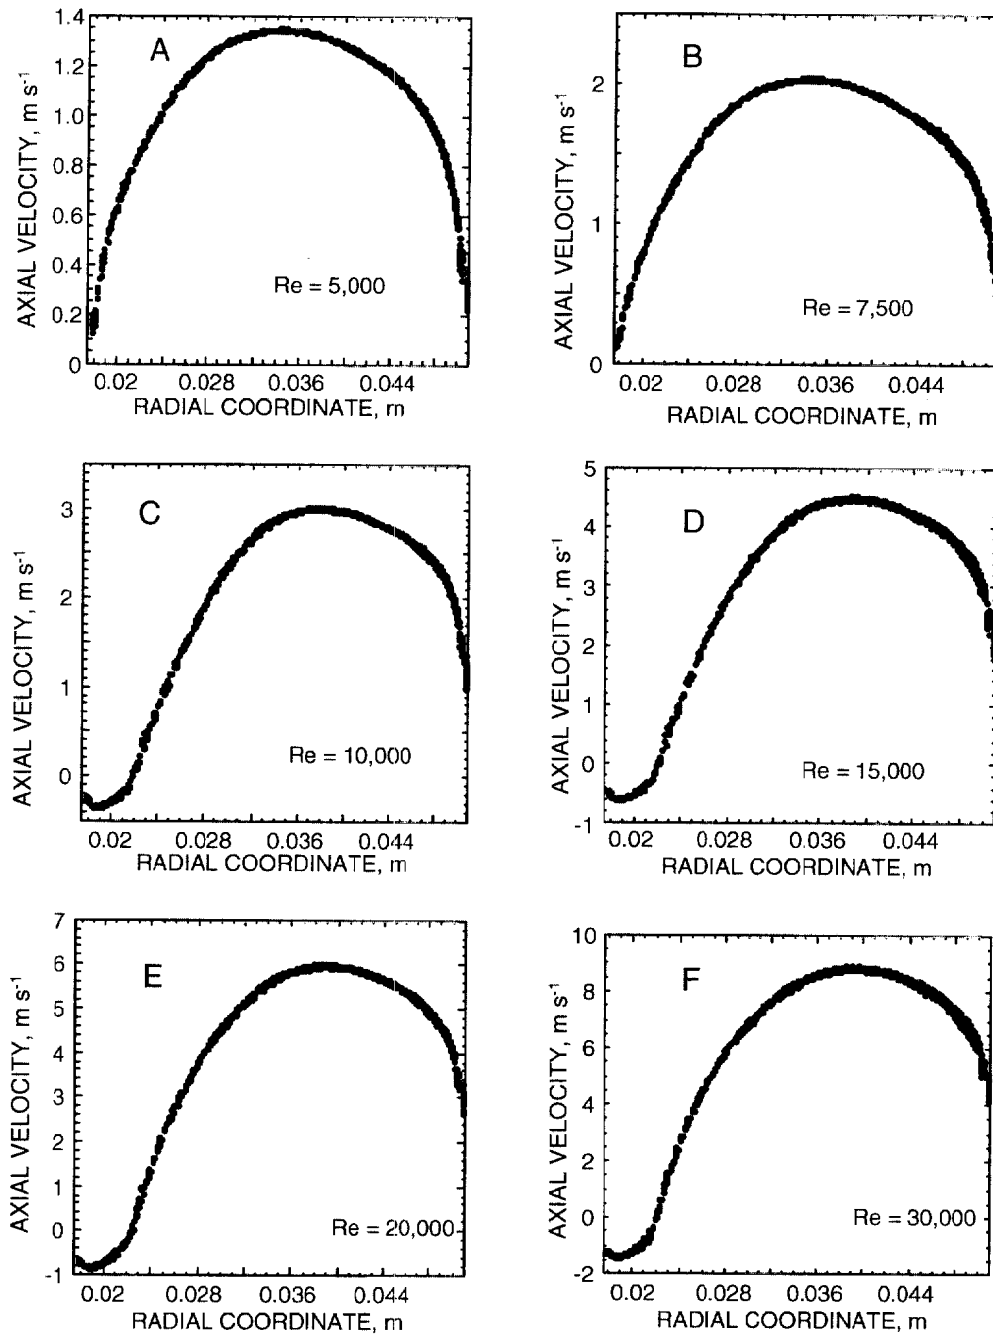 A
AXIAL VELOCITY, m s-1
1.4
1.2
1.0
0.8
0.6
0.4
0.2
0
Re = 5,000
0.02 0.028 0.036 0.044
RADIAL COORDINATE, m
B
AXIAL VELOCITY, m s-1
2
1
0
Re = 7,500
0.02 0.028 0.036 0.044
RADIAL COORDINATE, m
C
AXIAL VELOCITY, m s-1
3
2
1
0
Re = 10,000
0.02 0.028 0.036 0.044
RADIAL COORDINATE, m
D
AXIAL VELOCITY, m s-1
5
4
3
2
1
0
-1
Re = 15,000
0.02 0.028 0.036 0.044
RADIAL COORDINATE, m
E
AXIAL VELOCITY, m s-1
7
6
5
4
3
2
1
0
-1
Re = 20,000
0.02 0.028 0.036 0.044
RADIAL COORDINATE, m
F
AXIAL VELOCITY, m s-1
10
8
6
4
2
0
-2
Re = 30,000
0.02 0.028 0.036 0.044
RADIAL COORDINATE, m